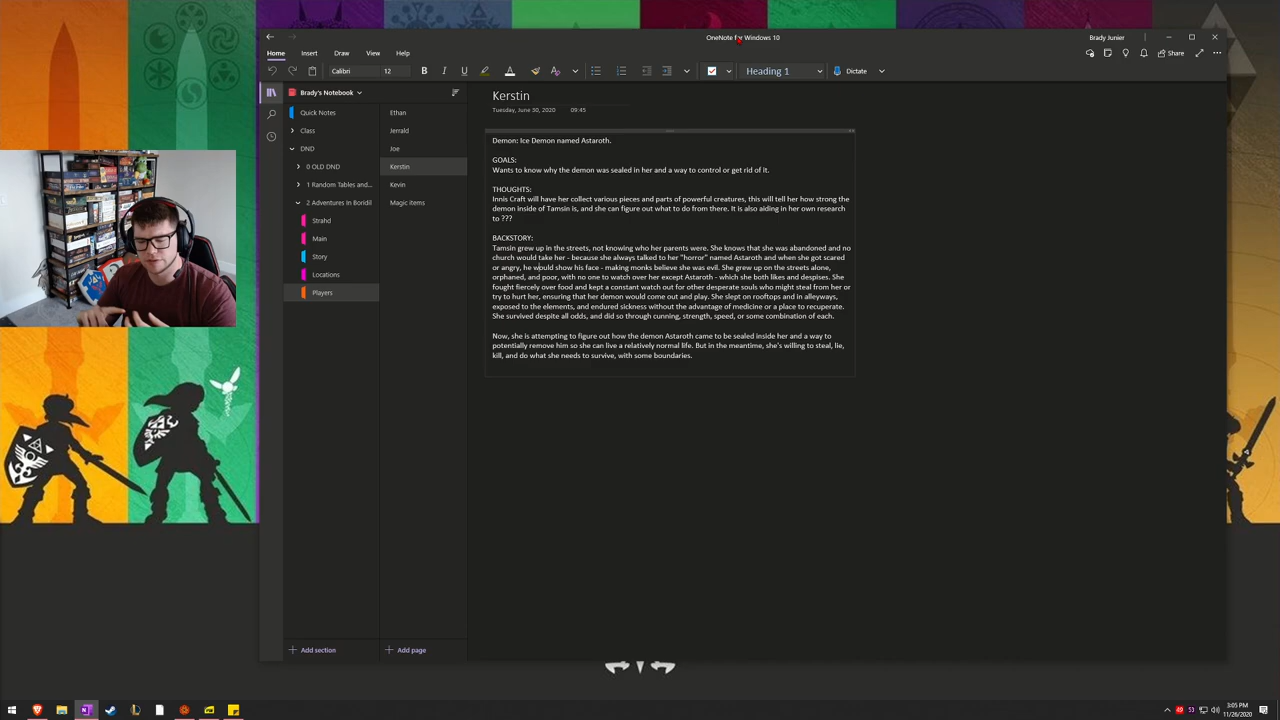 OneNote for Windows 10
Brady Junier
Home
Insert
Draw
View
Help
Share
Calibri
12
B
I
U
A
Heading 1
Dictate
Brady's Notebook
Quick Notes
Class
DND
0 OLD DND
1 Random Tables and...
2 Adventures In Boridil
Strahd
Main
Story
Locations
Players
Ethan
Jerrald
Joe
Kerstin
Kevin
Magic items
Kerstin
Tuesday, June 30, 2020 09:45
Demon: Ice Demon named Astaroth.
GOALS:
Wants to know why the demon was sealed in her and a way to control or get rid of it.
THOUGHTS:
Innis Craft will have her collect various pieces and parts of powerful creatures, this will tell her how strong the
demon inside of Tamsin is, and she can figure out what to do from there. It is also aiding in her own research
to ???
BACKSTORY:
Tamsin grew up in the streets, not knowing who her parents were. She knows that she was abandoned and no
church would take her - because she always talked to her "horror" named Astaroth and when she got scared
or angry, he would show his face - making monks believe she was evil. She grew up on the streets alone,
orphaned, and poor, with no one to watch over her except Astaroth - which she both likes and despises. She
fought fiercely over food and kept a constant watch out for other desperate souls who might steal from her or
try to hurt her, ensuring that her demon would come out and play. She slept on rooftops and in alleyways,
exposed to the elements, and endured sickness without the advantage of medicine or a place to recuperate.
She survived despite all odds, and did so through cunning, strength, speed, or some combination of each.
Now, she is attempting to figure out how the demon Astaroth came to be sealed inside her and a way to
potentially remove him so she can live a relatively normal life. But in the meantime, she's willing to steal, lie,
kill, and do what she needs to survive, with some boundaries.
Add section
Add page
3:05 PM
11/26/2020